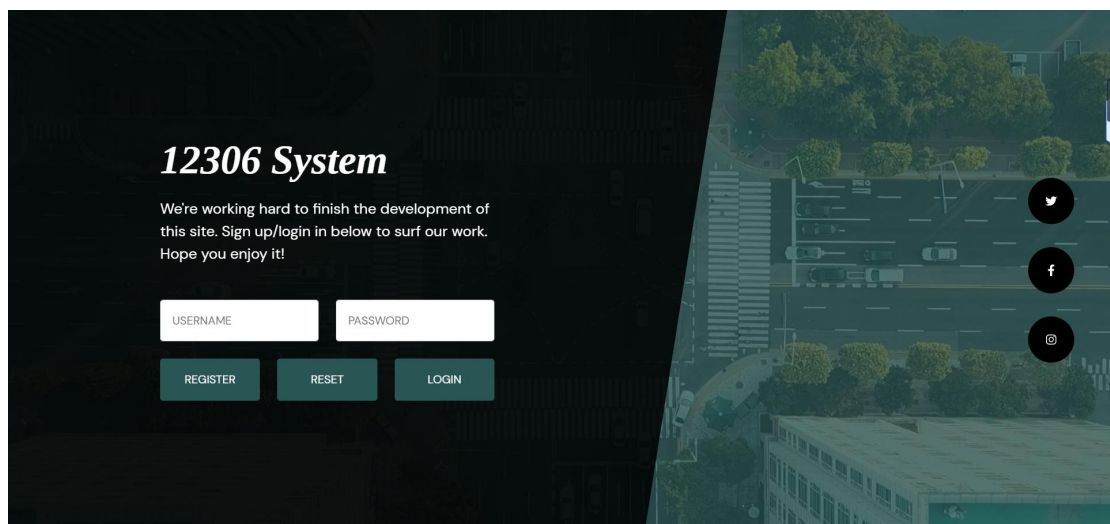 12306 System
We're working hard to finish the development of
this site. Sign up/login in below to surf our work.
Hope you enjoy it!
USERNAME
PASSWORD
REGISTER
RESET
LOGIN